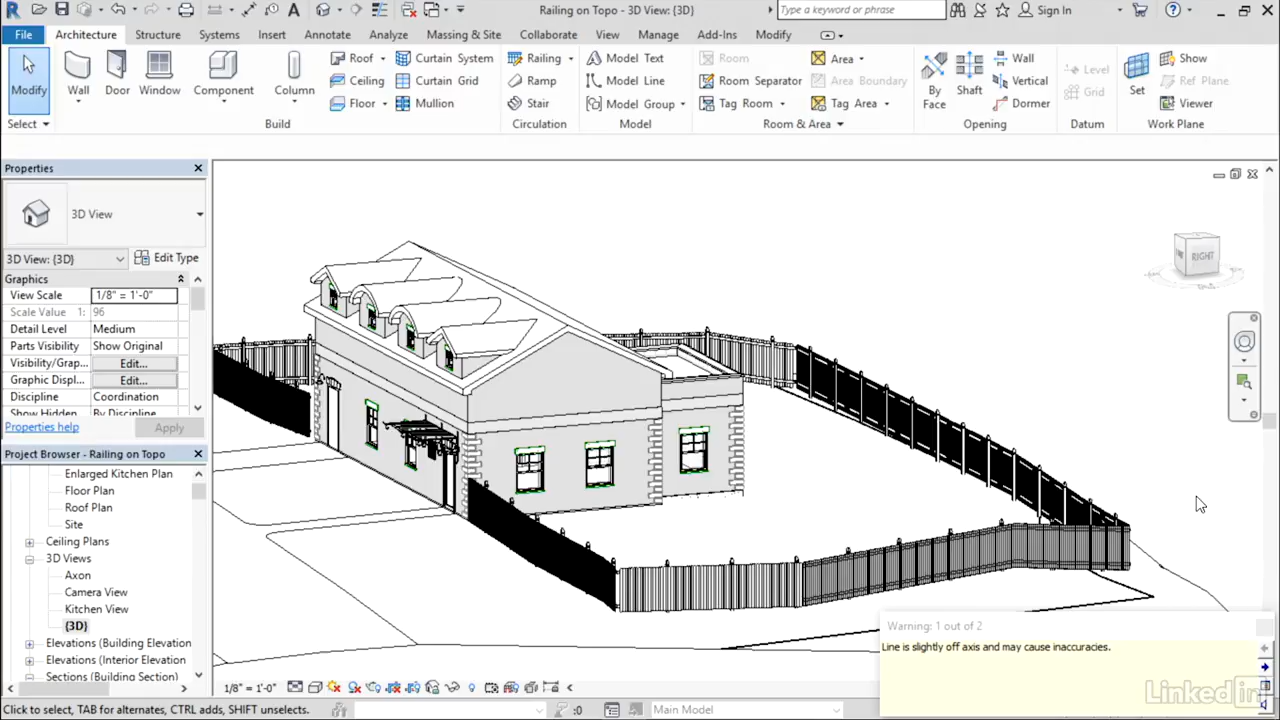 Railing on Topo - 3D View: {3D}
Type a keyword or phrase
Sign In
File
Architecture
Structure
Systems
Insert
Annotate
Analyze
Massing & Site
Collaborate
View
Manage
Add-Ins
Modify
Modify
Select
Wall
Door
Window
Component
Column
Roof
Ceiling
Floor
Curtain System
Curtain Grid
Mullion
Build
Railing
Ramp
Stair
Circulation
Model Text
Model Line
Model Group
Model
Room
Room Separator
Tag Room
Area
Area Boundary
Tag Area
Room & Area
By
Face
Shaft
Wall
Vertical
Dormer
Opening
Level
Grid
Datum
Set
Show
Ref Plane
Viewer
Work Plane
Properties
3D View
3D View: {3D}
Edit Type
Graphics
View Scale
1/8" = 1'-0"
Scale Value 1:
96
Detail Level
Medium
Parts Visibility
Show Original
Visibility/Grap...
Edit...
Graphic Displ...
Edit...
Discipline
Coordination
Show Hidden
By Discipline
Properties help
Apply
Project Browser - Railing on Topo
Enlarged Kitchen Plan
Floor Plan
Roof Plan
Site
Ceiling Plans
3D Views
Axon
Camera View
Kitchen View
{3D}
Elevations (Building Elevation
Elevations (Interior Elevation
Sections (Building Section)
RIGHT
Warning: 1 out of 2
Line is slightly off axis and may cause inaccuracies.
LinkedIn
1/8" = 1'-0"
Click to select, TAB for alternates, CTRL adds, SHIFT unselects.
:0
Main Model